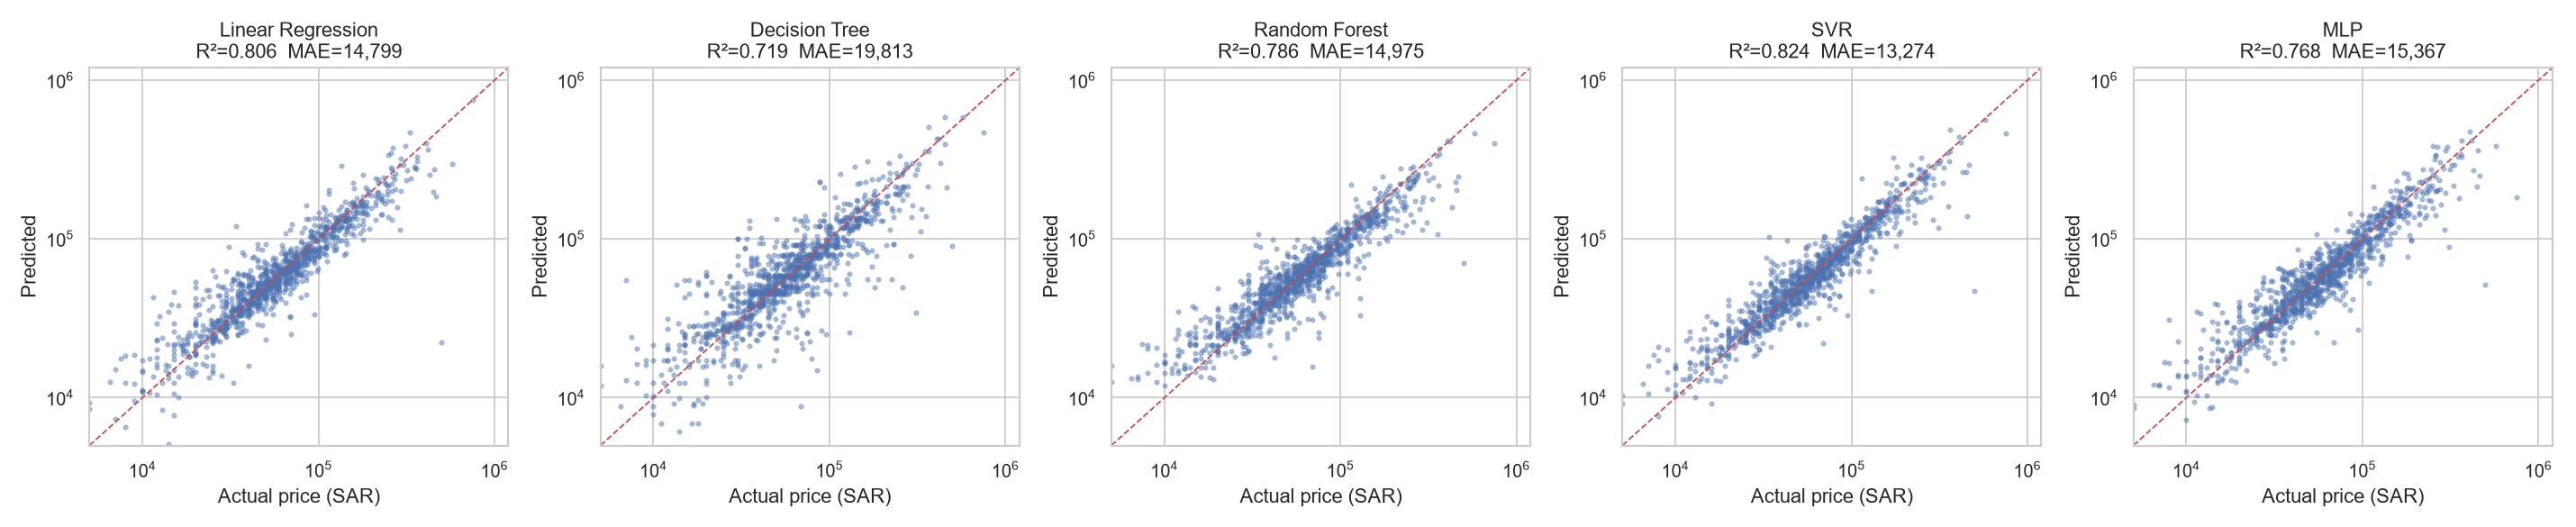 Linear Regression
R²=0.806 MAE=14,799
10⁶
10⁵
10⁴
Predicted
10⁴ 10⁵ 10⁶
Actual price (SAR)
Decision Tree
R²=0.719 MAE=19,813
10⁶
10⁵
10⁴
Predicted
10⁴ 10⁵ 10⁶
Actual price (SAR)
Random Forest
R²=0.786 MAE=14,975
10⁶
10⁵
10⁴
Predicted
10⁴ 10⁵ 10⁶
Actual price (SAR)
SVR
R²=0.824 MAE=13,274
10⁶
10⁵
10⁴
Predicted
10⁴ 10⁵ 10⁶
Actual price (SAR)
MLP
R²=0.768 MAE=15,367
10⁶
10⁵
10⁴
Predicted
10⁴ 10⁵ 10⁶
Actual price (SAR)